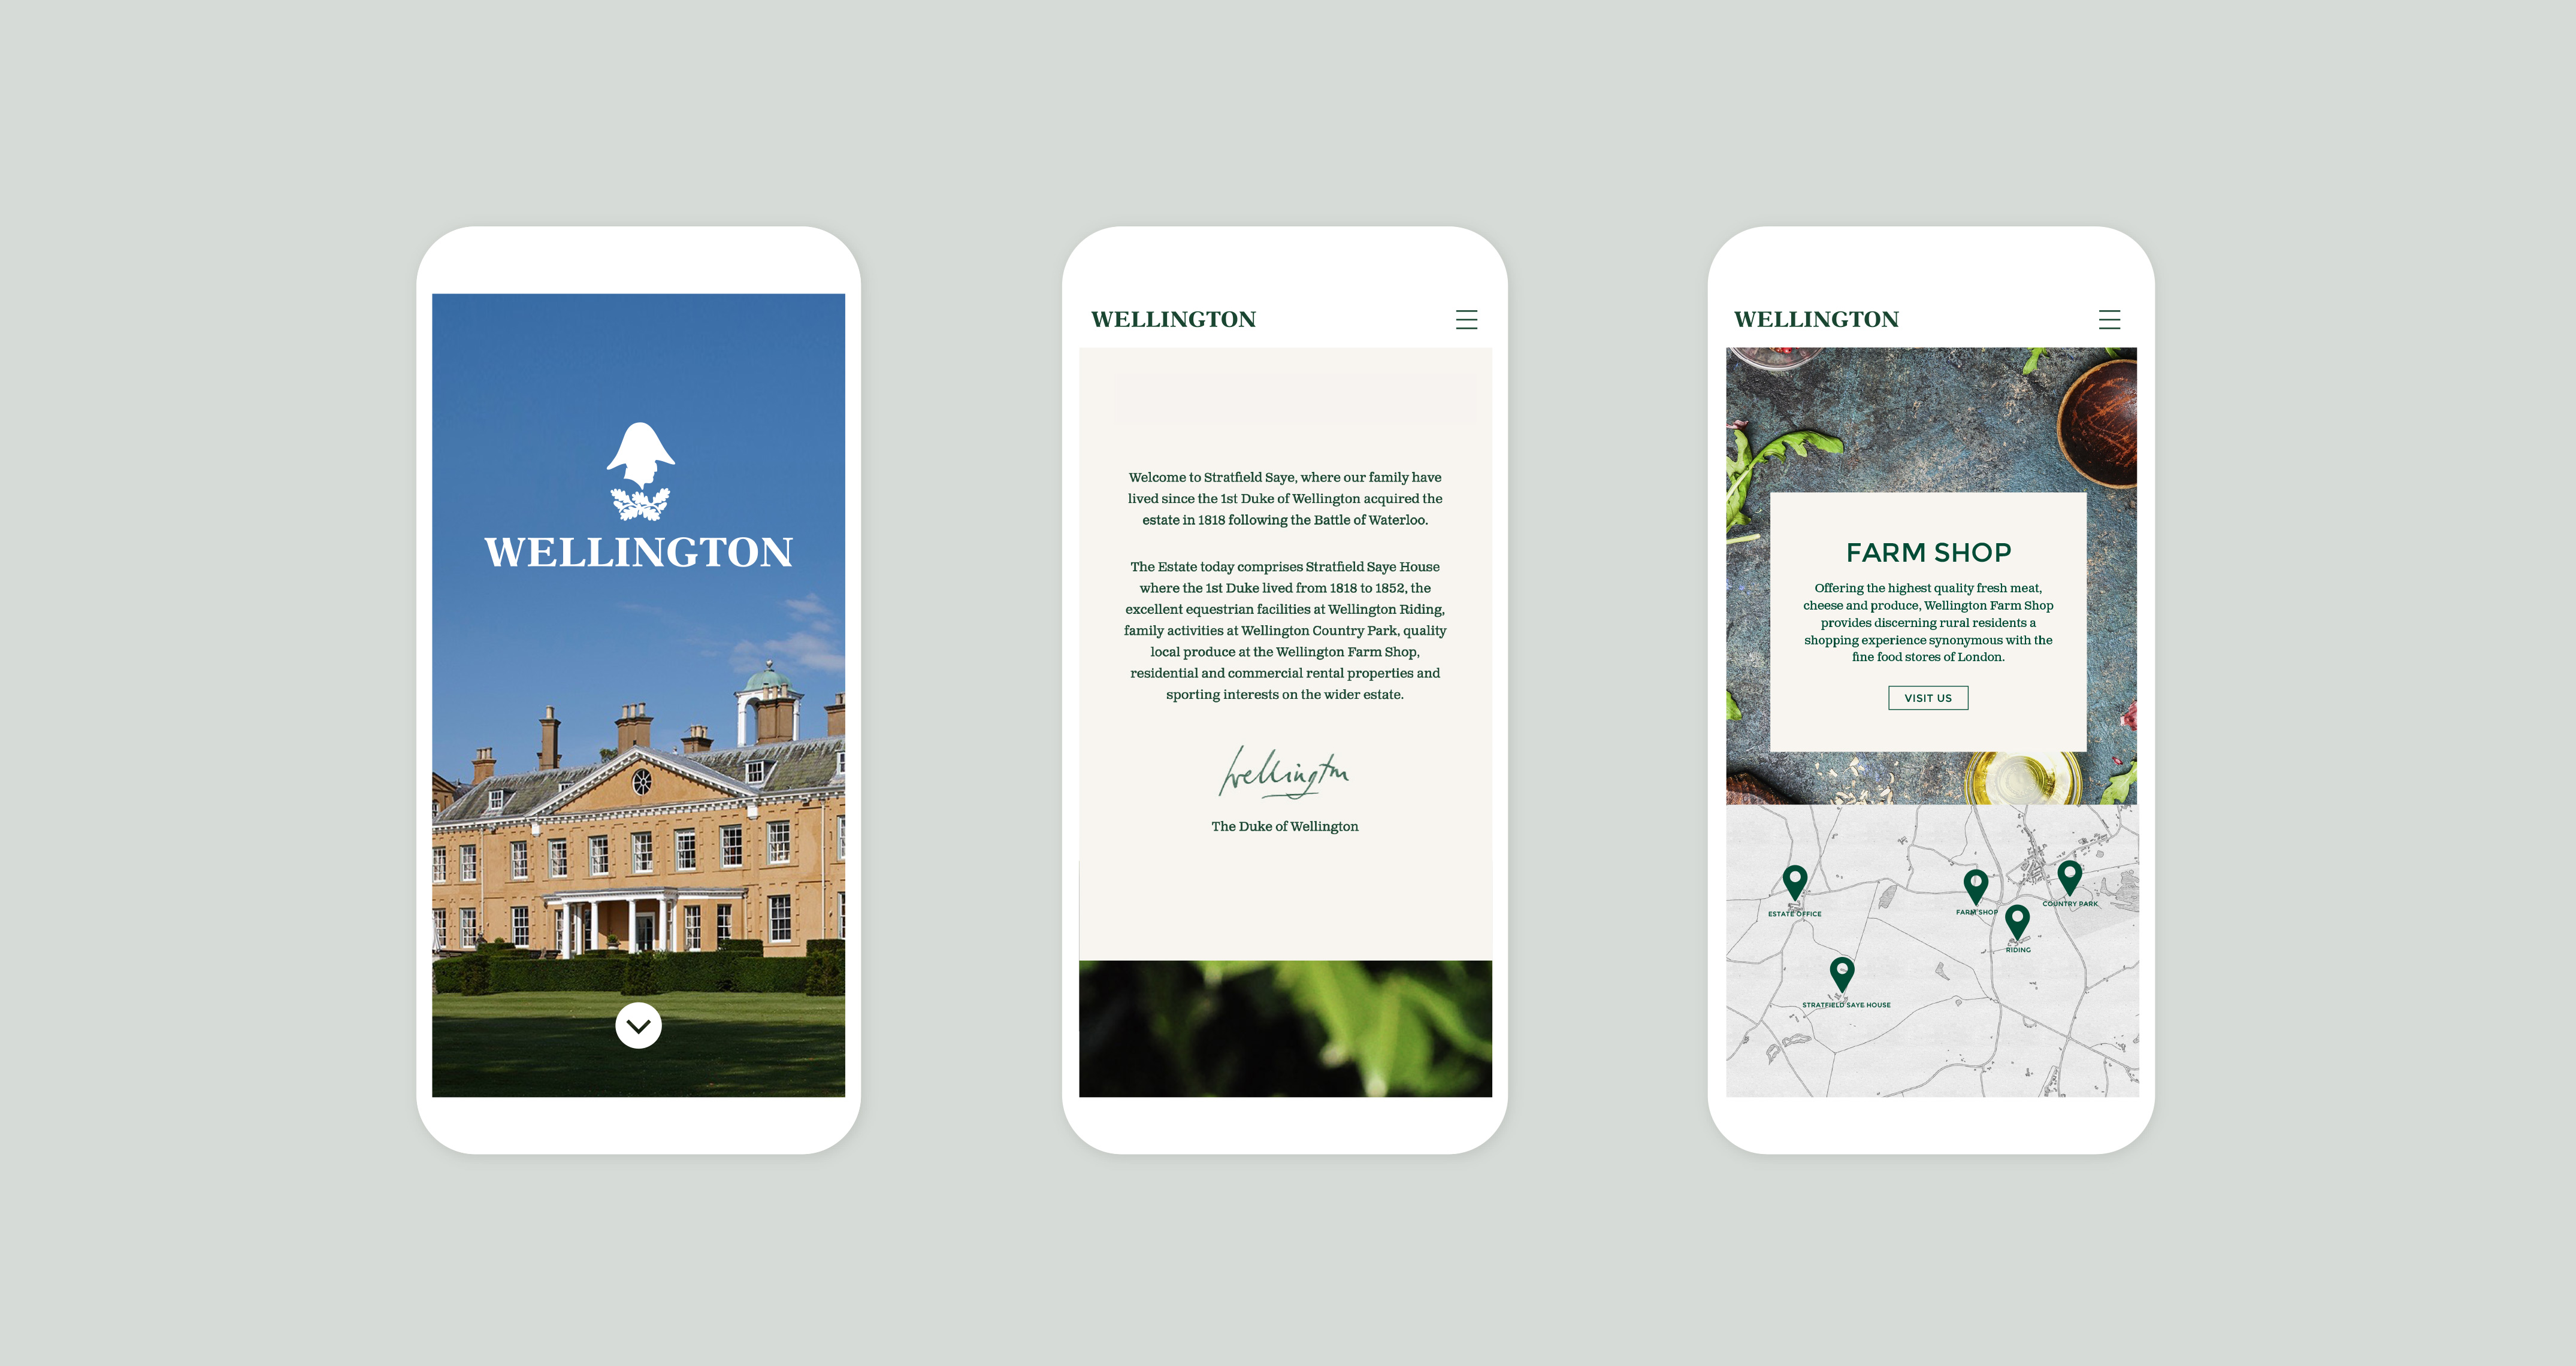 WELLINGTON
WELLINGTON
Welcome to Stratfield Saye, where our family have
lived since the 1st Duke of Wellington acquired the
estate in 1818 following the Battle of Waterloo.
The Estate today comprises Stratfield Saye House
where the 1st Duke lived from 1818 to 1852, the
excellent equestrian facilities at Wellington Riding,
family activities at Wellington Country Park, quality
local produce at the Wellington Farm Shop,
residential and commercial rental properties and
sporting interests on the wider estate.
Wellington
The Duke of Wellington
WELLINGTON
FARM SHOP
Offering the highest quality fresh meat,
cheese and produce, Wellington Farm Shop
provides discerning rural residents a
shopping experience synonymous with the
fine food stores of London.
VISIT US
ESTATE OFFICE
FARM SHOP
COUNTRY PARK
RIDING
STRATFIELD SAYE HOUSE